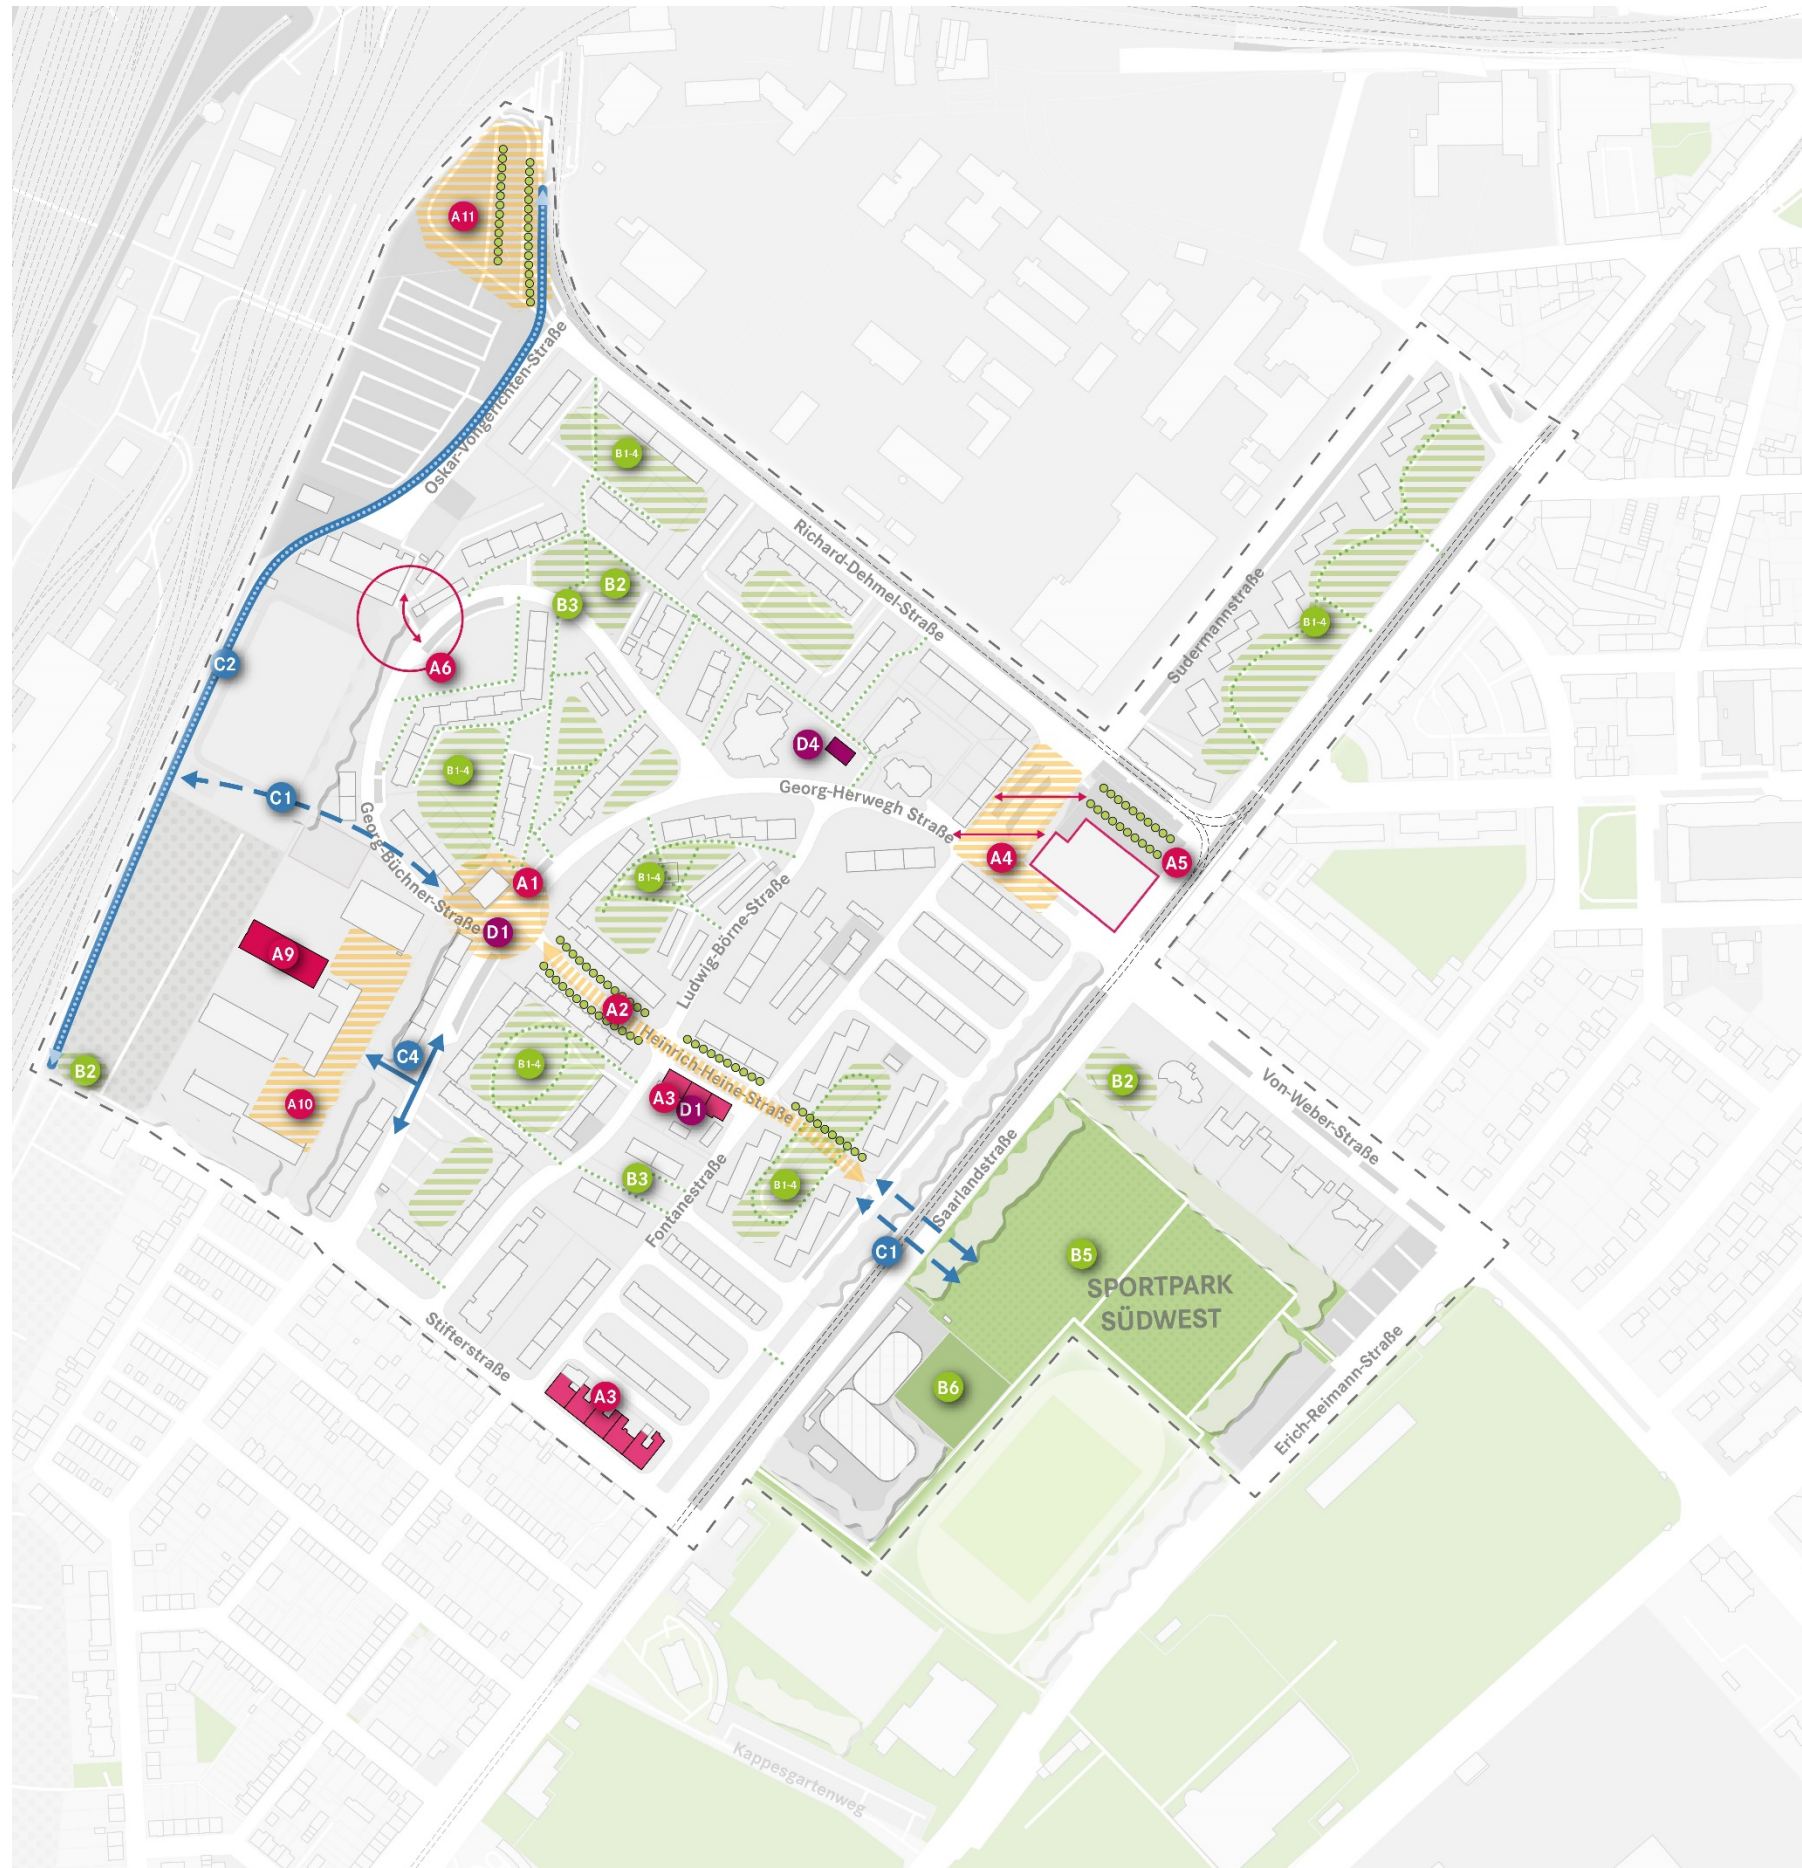 A11
Oskar-Vongerichten-Straße
B1-4
Richard-Dehmel-Straße
B2
B3
Sudermannstraße
B1-4
C2
A6
D4
B1-4
Georg-Herwegh Straße
C1
Georg-Büchner-Straße
A4
A5
A1
B1-4
D1
Ludwig-Börne-Straße
A9
A2
Heinrich-Heine-Straße
C4
B1-4
B2
A10
A3
D1
B2
Von-Weber-Straße
Saarlandstraße
B3
B1-4
Fontanestraße
C1
B5
SPORTPARK
SÜDWEST
Stifterstraße
A3
B6
Erich-Reimann-Straße
Kappesgartenweg